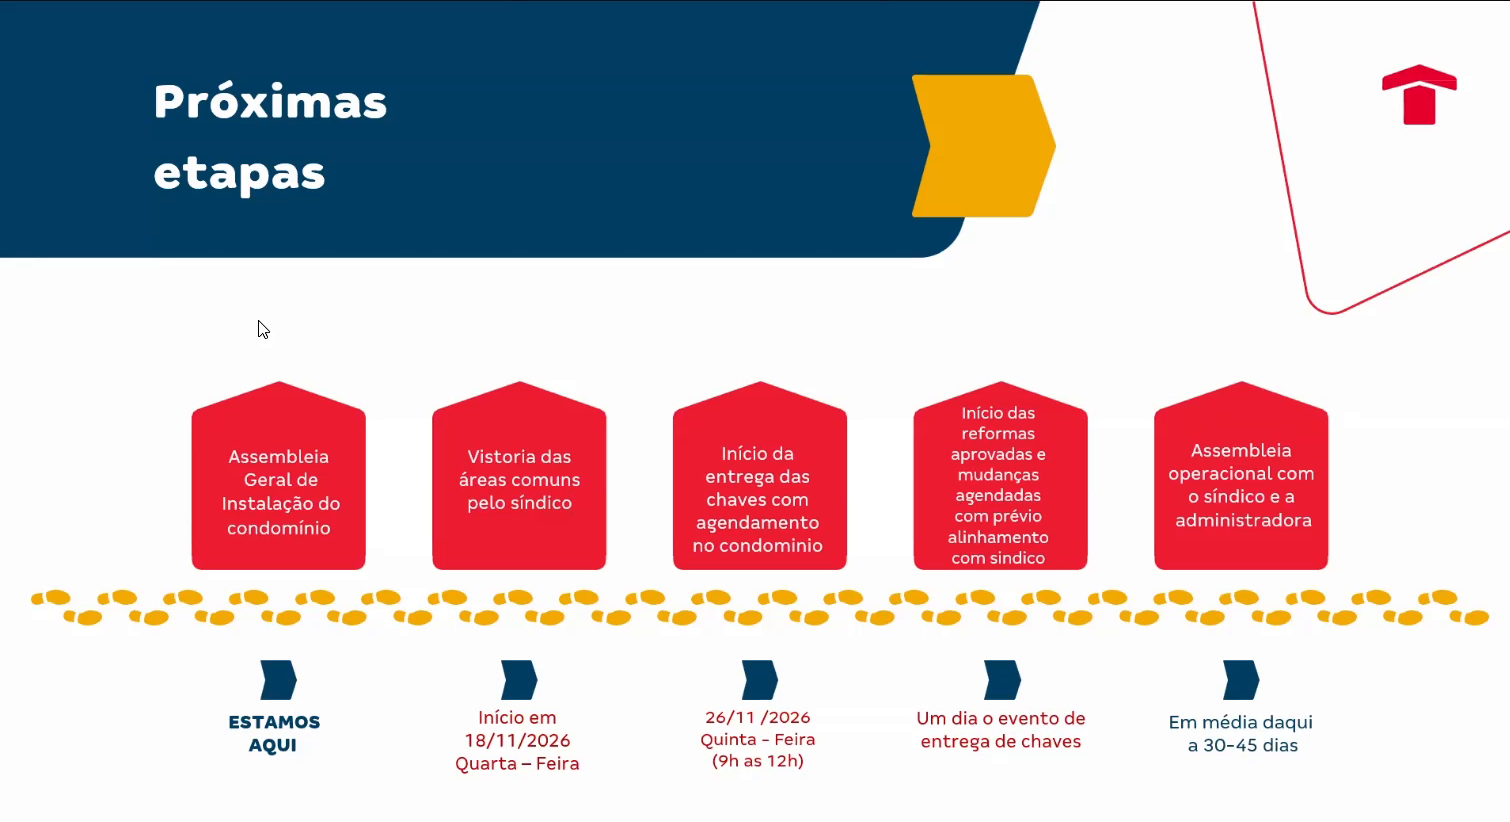 Próximas
etapas
Assembleia
Geral de
Instalação do
condomínio
Vistoria das
áreas comuns
pelo síndico
Início da
entrega das
chaves com
agendamento
no condominio
Início das
reformas
aprovadas e
mudanças
agendadas
com prévio
alinhamento
com sindico
Assembleia
operacional com
o síndico e a
administradora
ESTAMOS
AQUI
Início em
18/11/2026
Quarta – Feira
26/11 /2026
Quinta - Feira
(9h as 12h)
Um dia o evento de
entrega de chaves
Em média daqui
a 30-45 dias